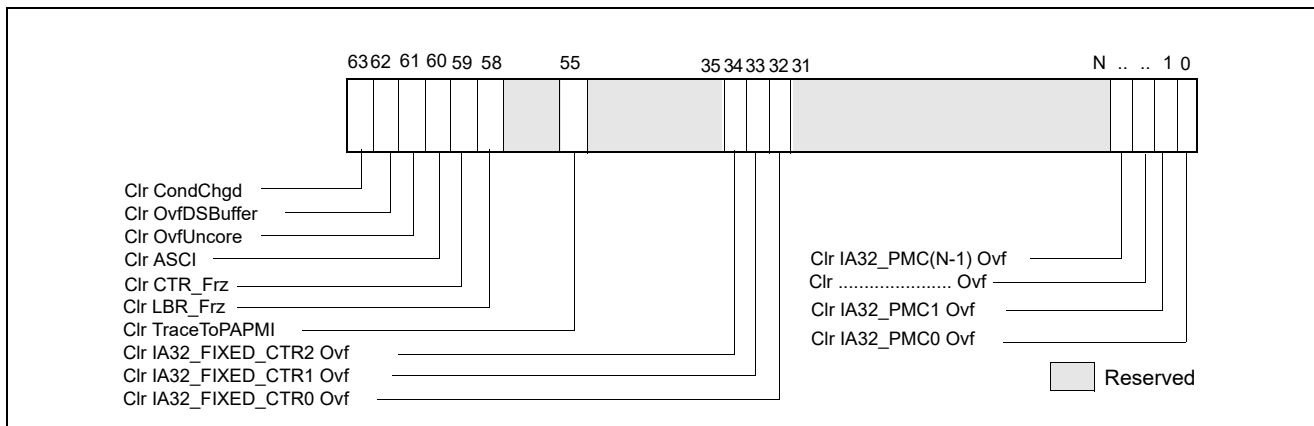 63 62 61 60 59 58 55 35 34 33 32 31 N .. .. 1 0
Clr CondChgd
Clr OvfDSBuffer
Clr OvfUncore
Clr ASCI
Clr CTR_Frz
Clr LBR_Frz
Clr TraceToPAPMI
Clr IA32_FIXED_CTR2 Ovf
Clr IA32_FIXED_CTR1 Ovf
Clr IA32_FIXED_CTR0 Ovf
Clr IA32_PMC(N-1) Ovf
Clr ...................... Ovf
Clr IA32_PMC1 Ovf
Clr IA32_PMC0 Ovf
Reserved